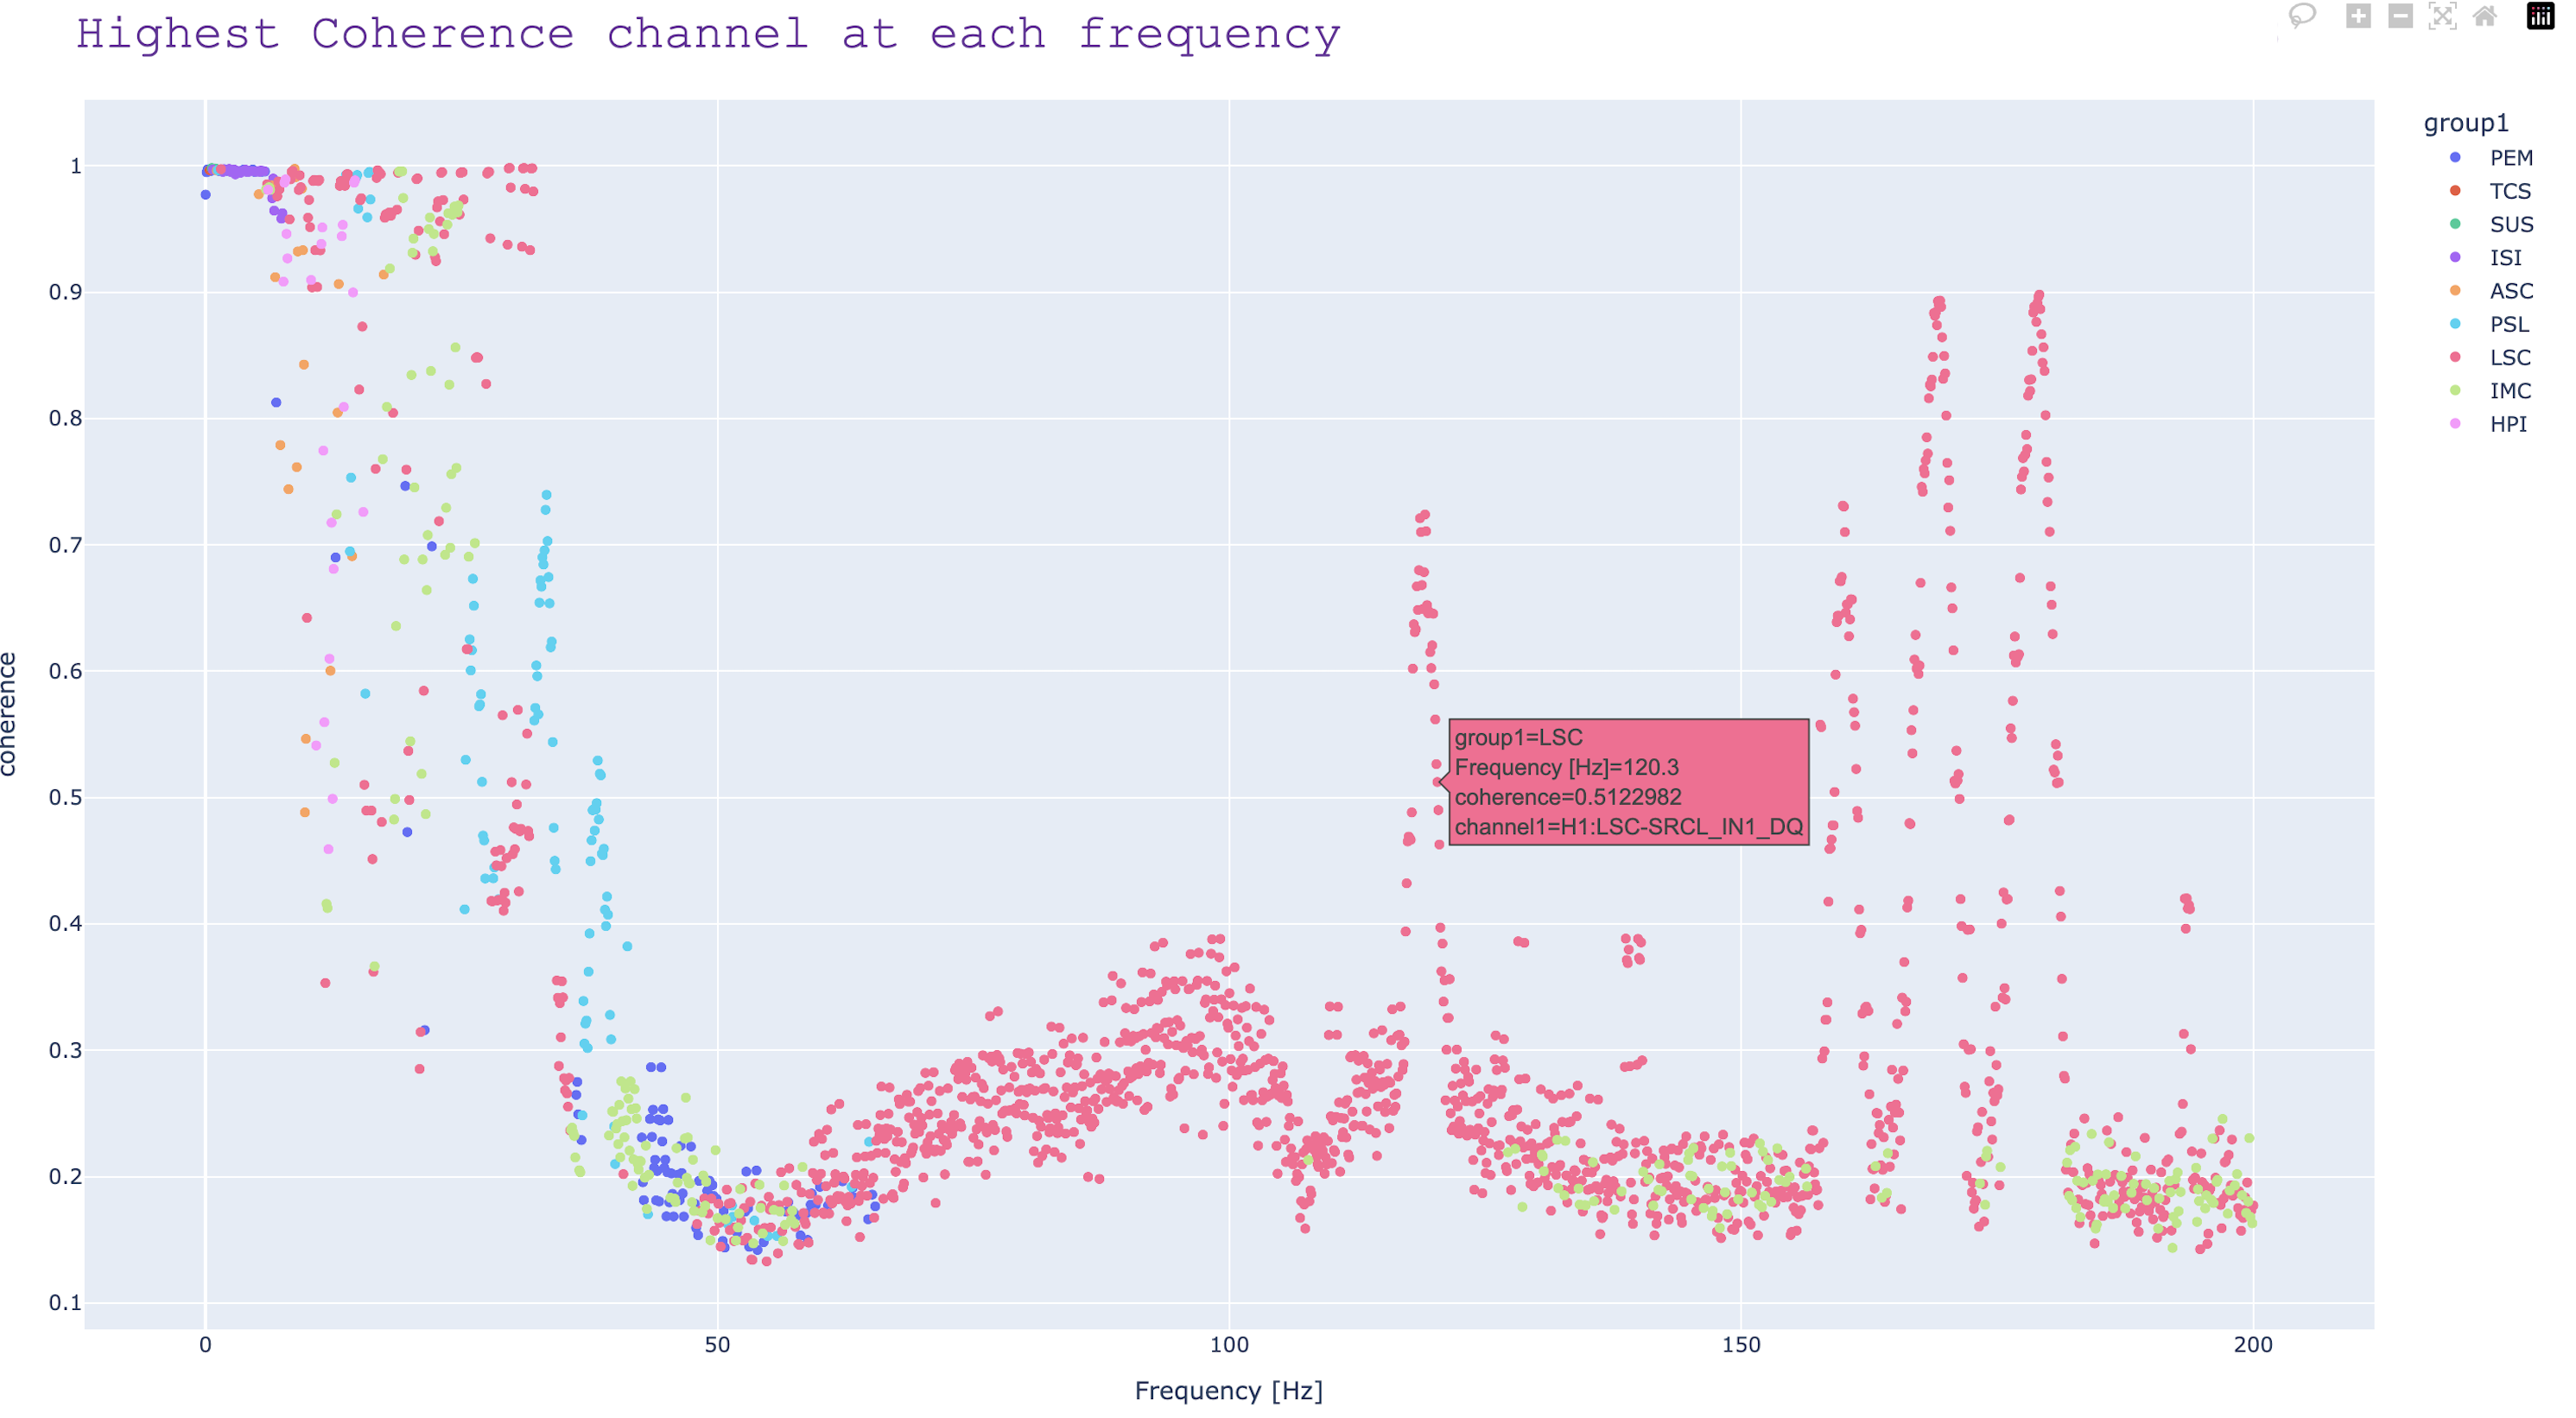 Highest Coherence channel at each frequency
group1
PEM
TCS
SUS
ISI
ASC
PSL
LSC
IMC
HPI
coherence
1
0.9
0.8
0.7
0.6
0.5
0.4
0.3
0.2
0.1
group1=LSC
Frequency [Hz]=120.3
coherence=0.5122982
channel1=H1:LSC-SRCL_IN1_DQ
0
50
100
150
200
Frequency [Hz]